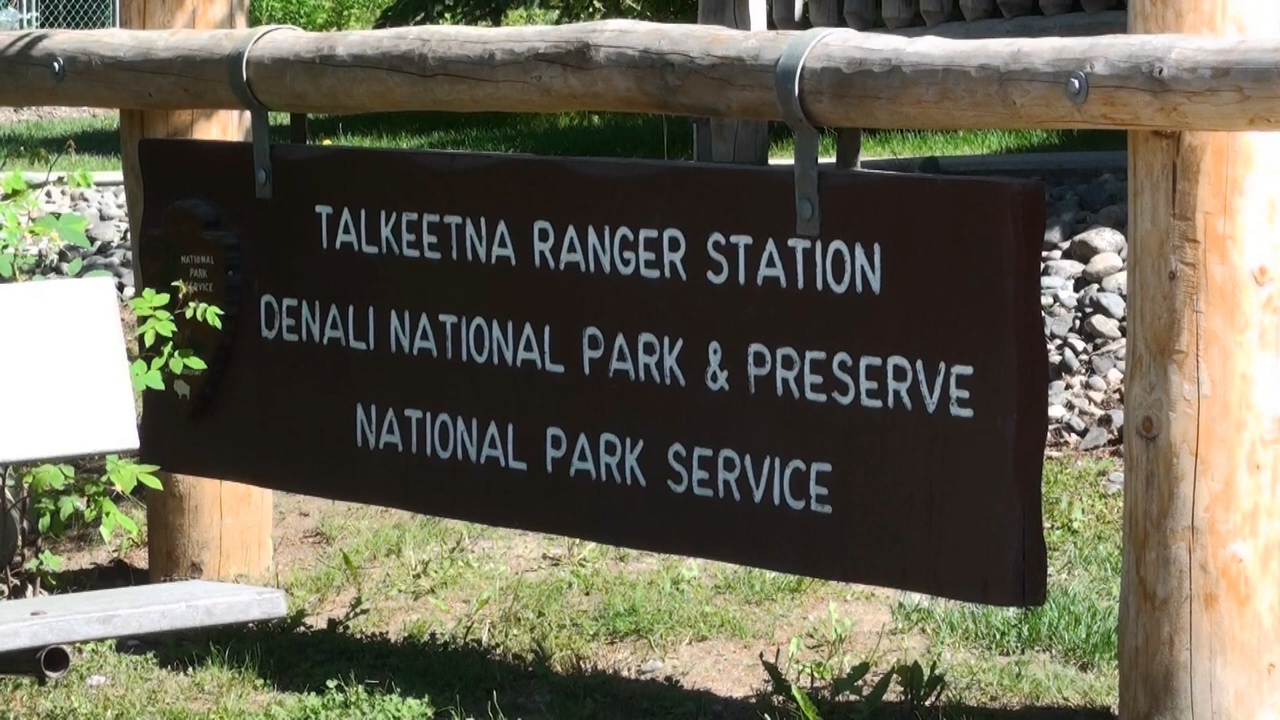 TALKEETNA RANGER STATION
DENALI NATIONAL PARK & PRESERVE
NATIONAL PARK SERVICE
NATIONAL
PARK
SERVICE